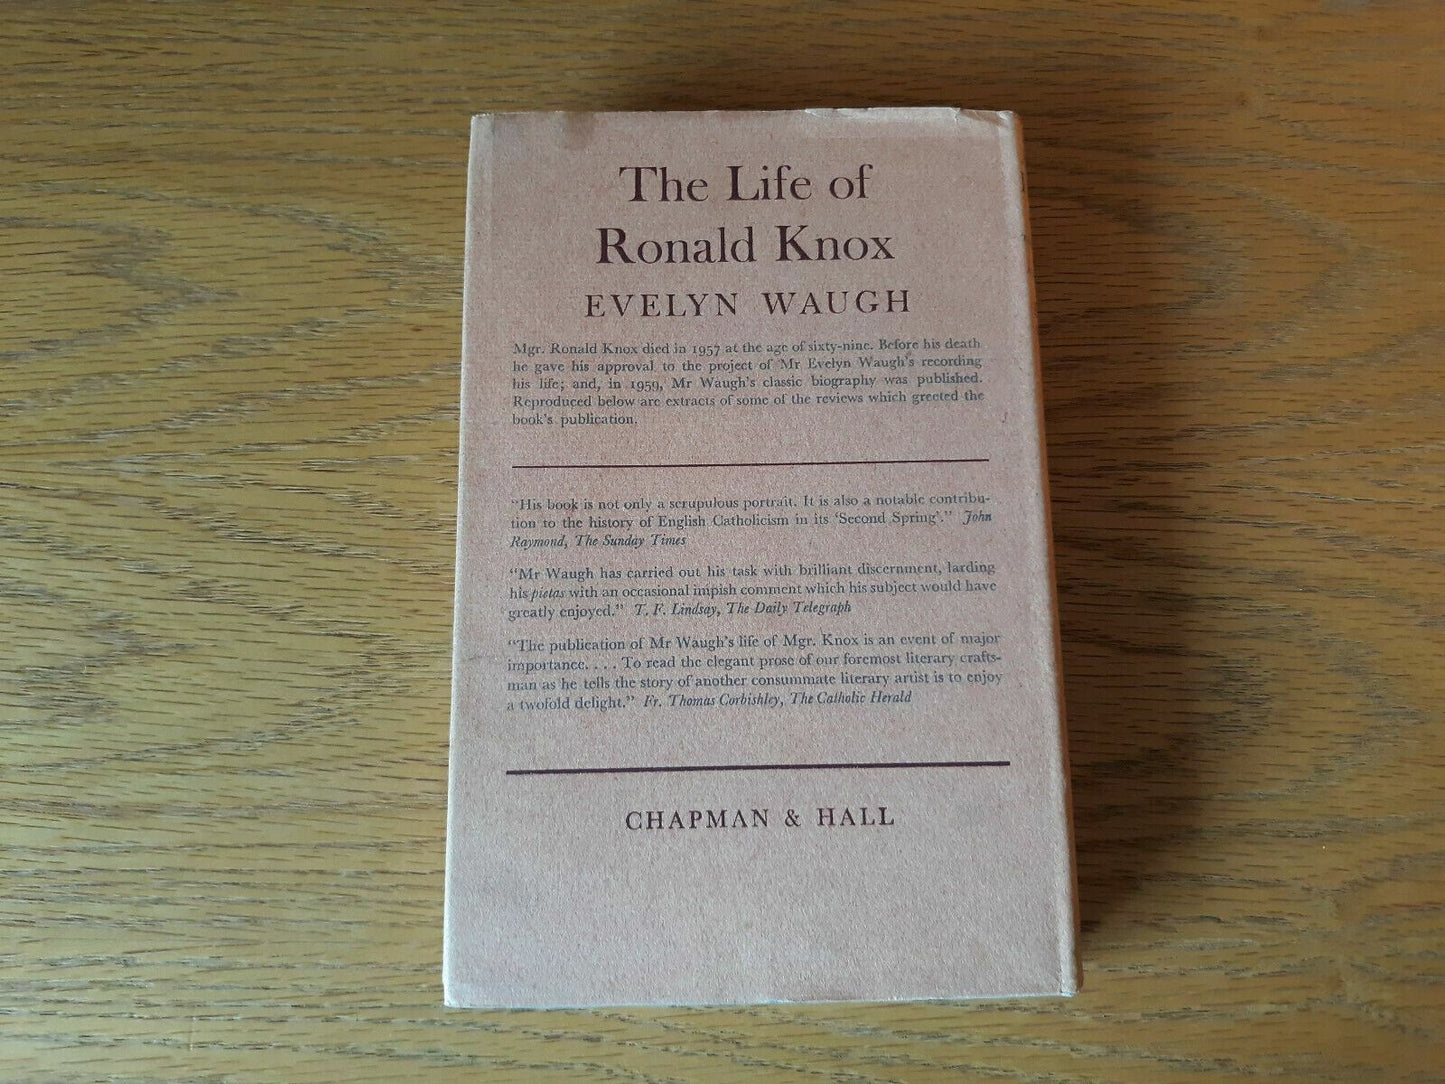 The Life of
Ronald Knox
EVELYN WAUGH
Mgr. Ronald Knox died in 1957 at the age of sixty-nine. Before his death
he gave his approval to the project of Mr Evelyn Waugh's recording
his life; and, in 1959, Mr Waugh's classic biography was published.
Reproduced below are extracts of some of the reviews which greeted the
book's publication.
"His book is not only a scrupulous portrait. It is also a notable contribu-
tion to the history of English Catholicism in its 'Second Spring'." John
Raymond, The Sunday Times
"Mr Waugh has carried out his task with brilliant discernment, larding
his pietas with an occasional impish comment which his subject would have
greatly enjoyed." T. F. Lindsay, The Daily Telegraph
"The publication of Mr Waugh's life of Mgr. Knox is an event of major
importance. . . . To read the elegant prose of our foremost literary crafts-
man as he tells the story of another consummate literary artist is to enjoy
a twofold delight." Fr. Thomas Corbishley, The Catholic Herald
CHAPMAN & HALL